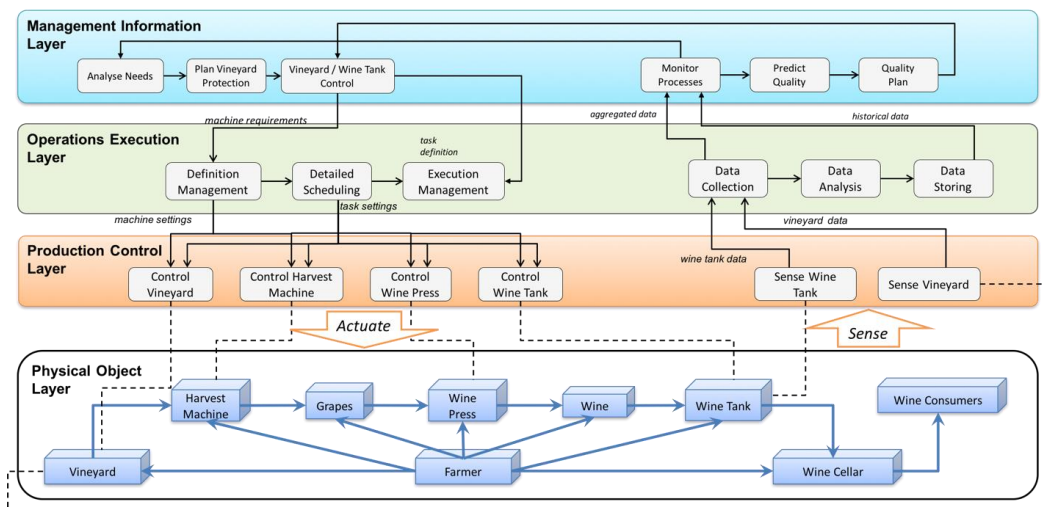 Management Information
Layer
Analyse Needs
Plan Vineyard
Protection
Vineyard / Wine Tank
Control
Monitor
Processes
Predict
Quality
Quality
Plan
machine requirements
aggregated data
historical data
Operations Execution
Layer
task
definition
Definition
Management
Detailed
Scheduling
Execution
Management
Data
Collection
Data
Analysis
Data
Storing
machine settings
task settings
vineyard data
Production Control
Layer
wine tank data
Control
Vineyard
Control Harvest
Machine
Control
Wine Press
Control
Wine Tank
Sense Wine
Tank
Sense Vineyard
Actuate
Sense
Physical Object
Layer
Harvest
Machine
Grapes
Wine
Press
Wine
Wine Tank
Wine Consumers
Vineyard
Farmer
Wine Cellar